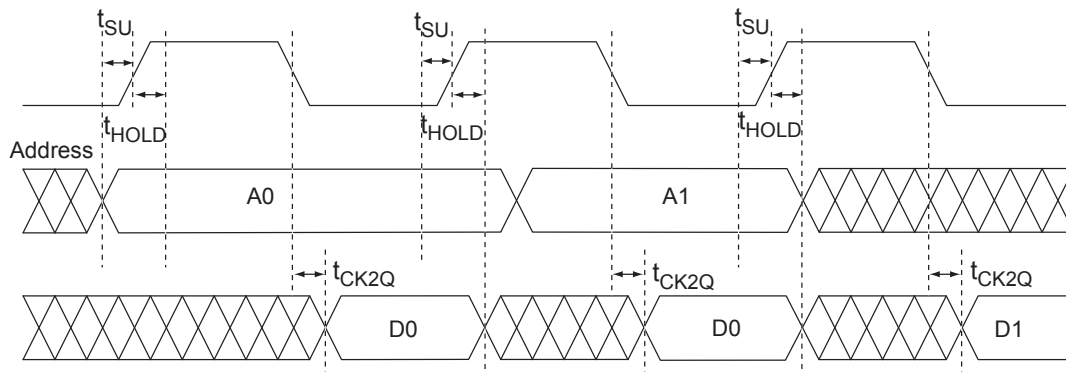 tSU tSU tSU
tHOLD tHOLD tHOLD
Address
A0 A1
tCK2Q tCK2Q tCK2Q
D0 D0 D1